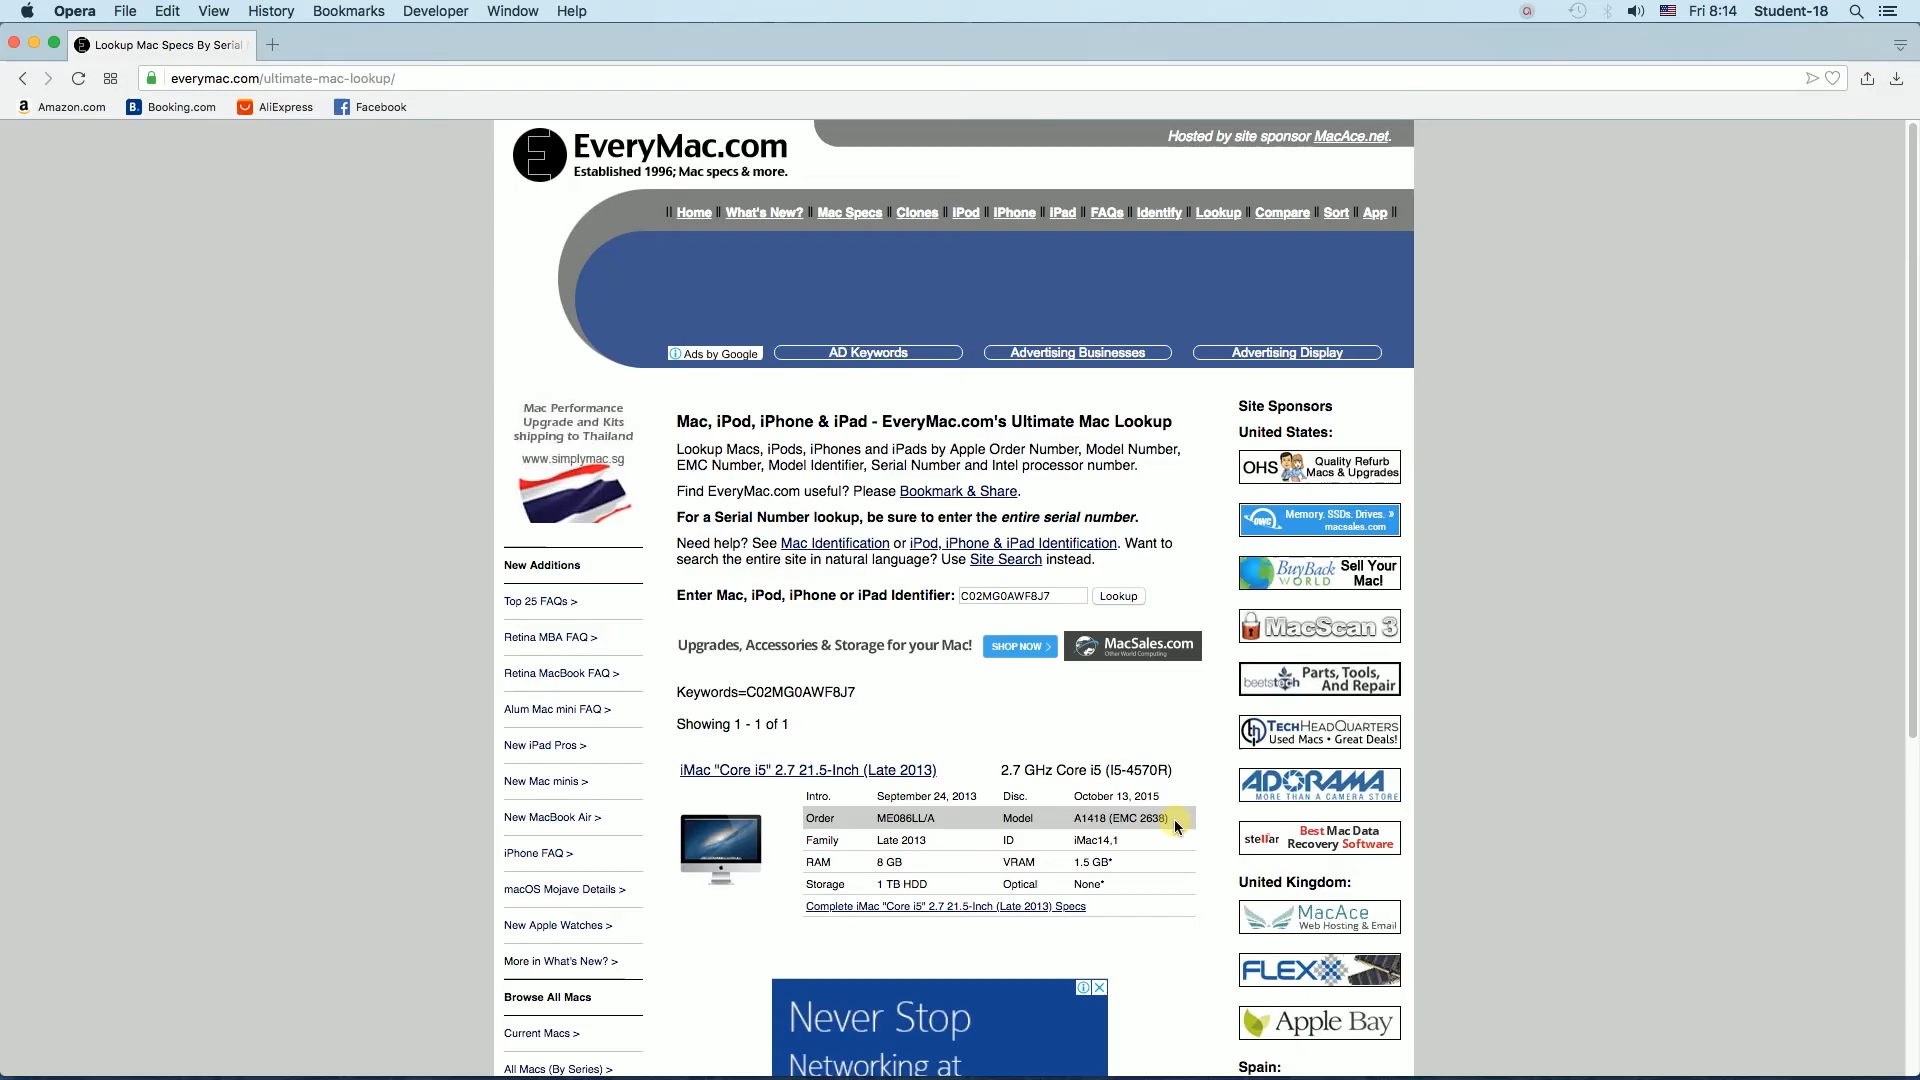 Opera File Edit View History Bookmarks Developer Window Help
Fri 8:14 Student-18
Lookup Mac Specs By Serial
everymac.com/ultimate-mac-lookup/
Amazon.com Booking.com AliExpress Facebook
EveryMac.com
Established 1996; Mac specs & more.
Hosted by site sponsor MacAce.net.
|| Home || What's New? || Mac Specs || Clones || iPod || iPhone || iPad || FAQs || Identify || Lookup || Compare || Sort || App ||
Ads by Google AD Keywords Advertising Businesses Advertising Display
Mac Performance
Upgrade and Kits
shipping to Thailand
www.simplymac.sg
New Additions
Top 25 FAQs >
Retina MBA FAQ >
Retina MacBook FAQ >
Alum Mac mini FAQ >
New iPad Pros >
New Mac minis >
New MacBook Air >
iPhone FAQ >
macOS Mojave Details >
New Apple Watches >
More in What's New? >
Browse All Macs
Current Macs >
All Macs (By Series) >
Mac, iPod, iPhone & iPad - EveryMac.com's Ultimate Mac Lookup
Lookup Macs, iPods, iPhones and iPads by Apple Order Number, Model Number,
EMC Number, Model Identifier, Serial Number and Intel processor number.
Find EveryMac.com useful? Please Bookmark & Share.
For a Serial Number lookup, be sure to enter the entire serial number.
Need help? See Mac Identification or iPod, iPhone & iPad Identification. Want to
search the entire site in natural language? Use Site Search instead.
Enter Mac, iPod, iPhone or iPad Identifier: C02MG0AWF8J7 Lookup
Upgrades, Accessories & Storage for your Mac! SHOP NOW > MacSales.com
Other World Computing
Keywords=C02MG0AWF8J7
Showing 1 - 1 of 1
iMac "Core i5" 2.7 21.5-Inch (Late 2013) 2.7 GHz Core i5 (I5-4570R)
Intro. September 24, 2013 Disc. October 13, 2015
Order ME086LL/A Model A1418 (EMC 2638)
Family Late 2013 ID iMac14,1
RAM 8 GB VRAM 1.5 GB*
Storage 1 TB HDD Optical None*
Complete iMac "Core i5" 2.7 21.5-Inch (Late 2013) Specs
Never Stop
Networking at
Site Sponsors
United States:
OHS Quality Refurb
Macs & Upgrades
OWC Memory. SSDs. Drives. »
macsales.com
BuyBack WORLD Sell Your
Mac!
MacScan 3
beetstech Parts, Tools,
And Repair
TECHHEADQUARTERS
Used Macs • Great Deals!
ADORAMA
MORE THAN A CAMERA STORE
stellar Best Mac Data
Recovery Software
United Kingdom:
MacAce
Web Hosting & Email
FLEX
Apple Bay
Spain: